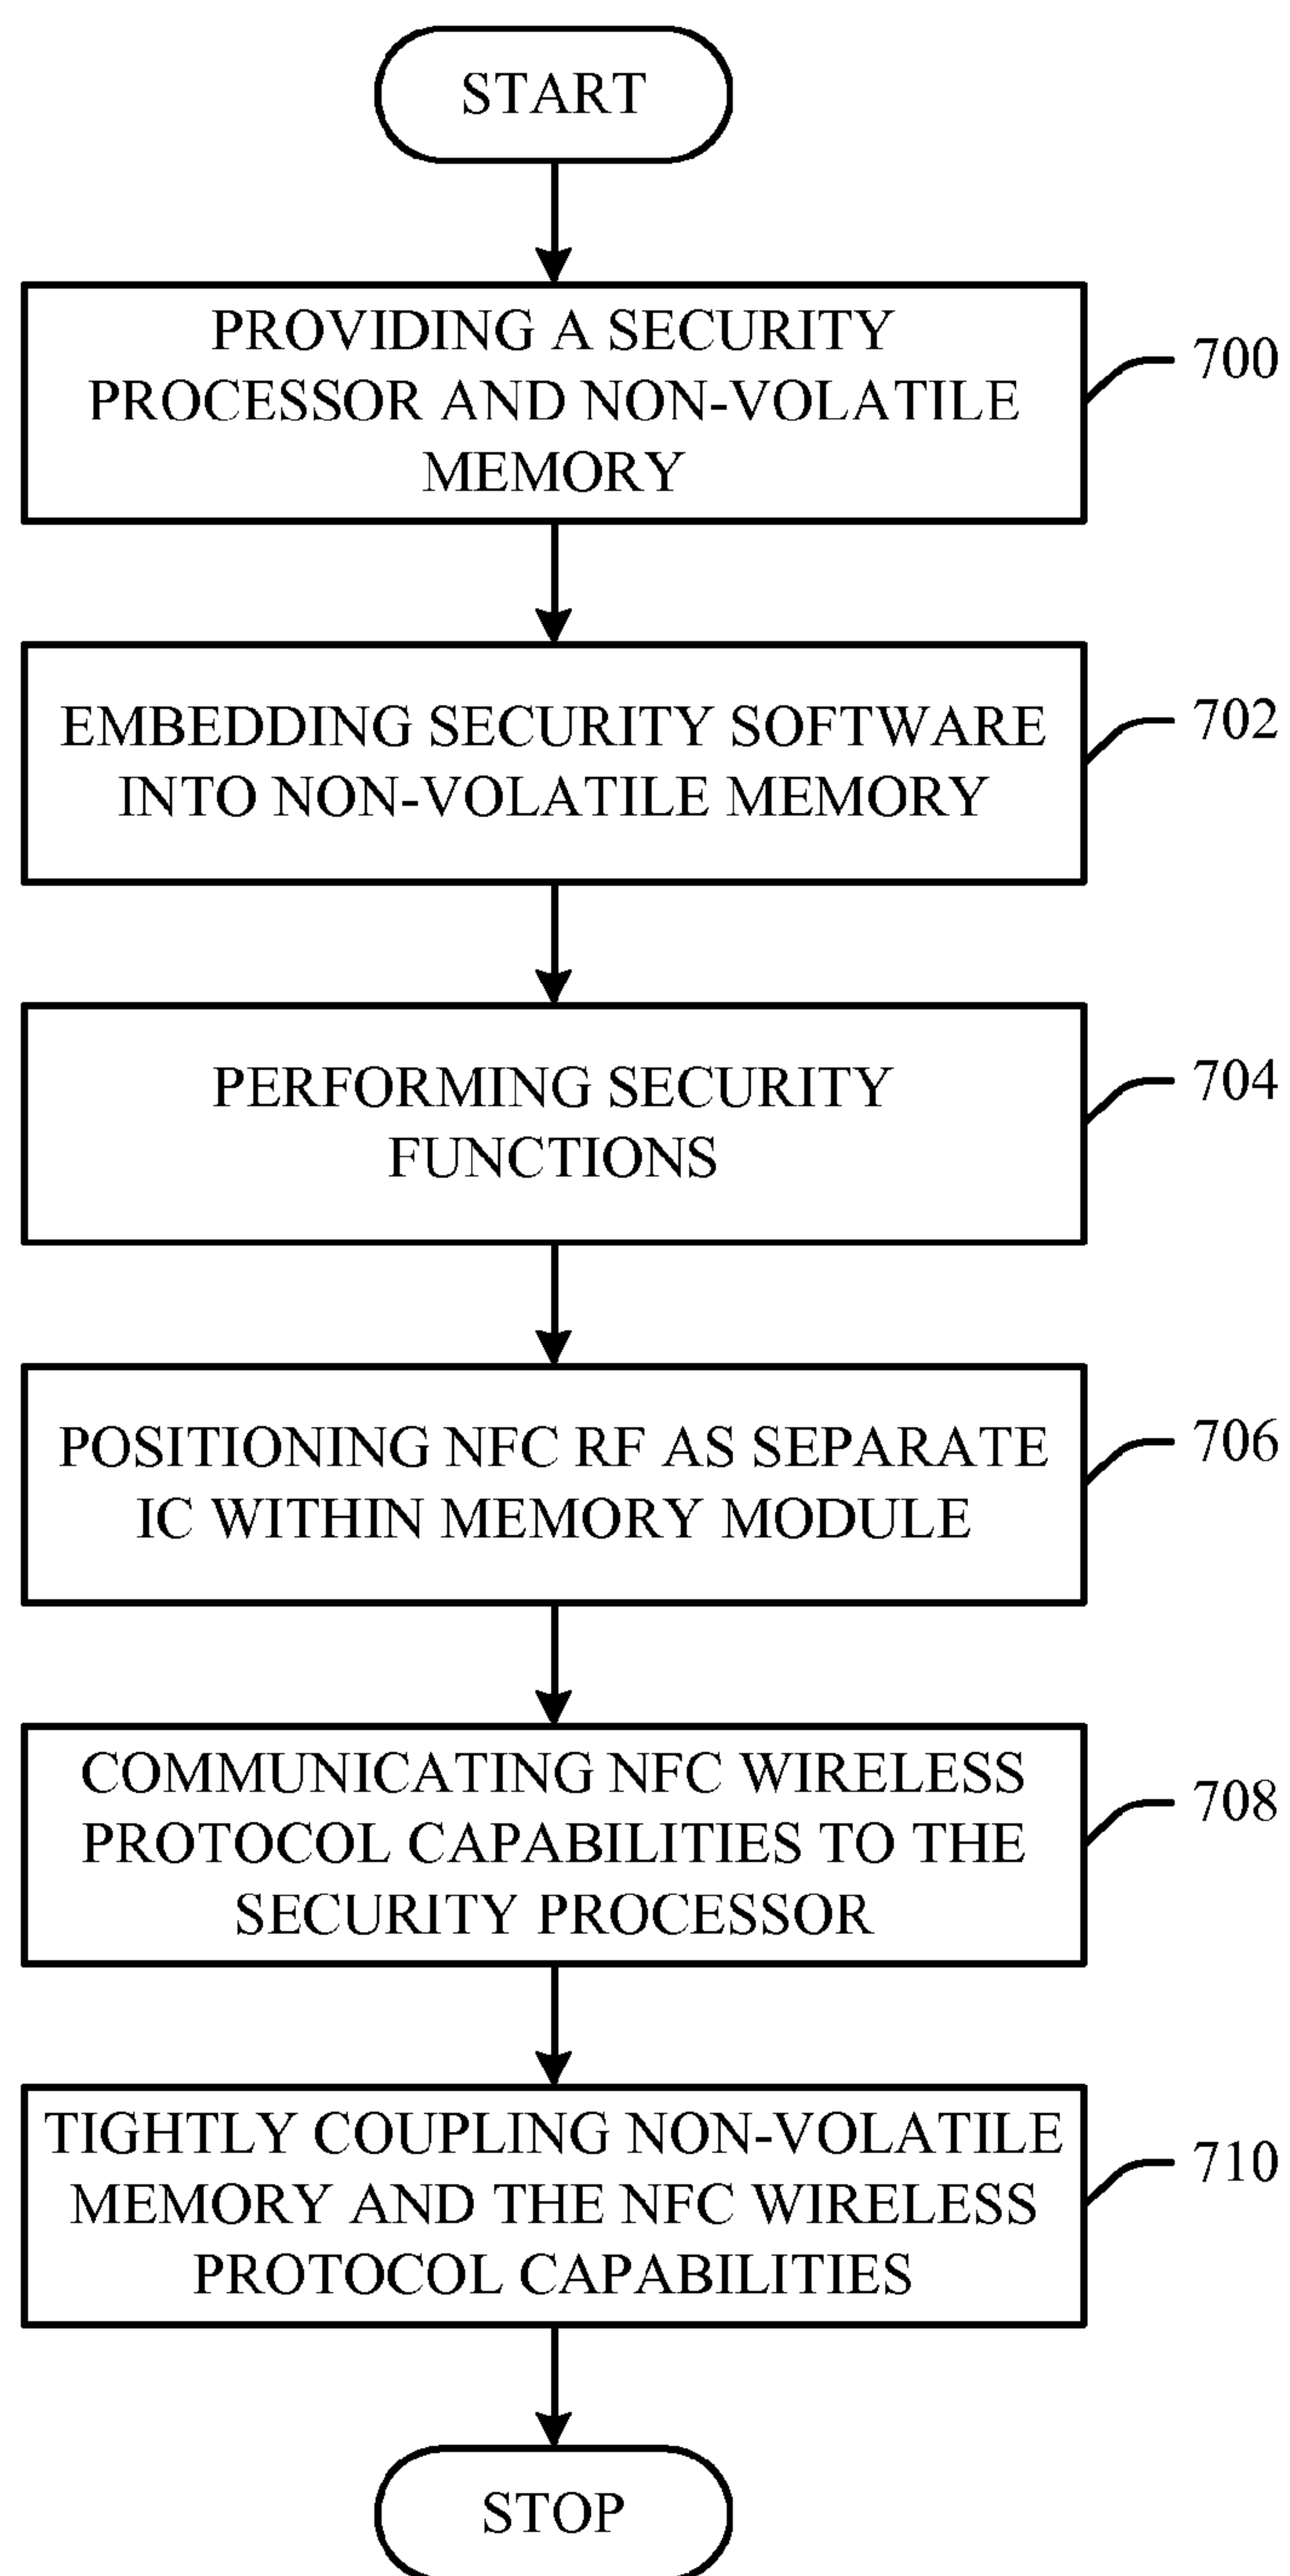 START
PROVIDING A SECURITY
PROCESSOR AND NON-VOLATILE
MEMORY
700
EMBEDDING SECURITY SOFTWARE
INTO NON-VOLATILE MEMORY
702
PERFORMING SECURITY
FUNCTIONS
704
POSITIONING NFC RF AS SEPARATE
IC WITHIN MEMORY MODULE
706
COMMUNICATING NFC WIRELESS
PROTOCOL CAPABILITIES TO THE
SECURITY PROCESSOR
708
TIGHTLY COUPLING NON-VOLATILE
MEMORY AND THE NFC WIRELESS
PROTOCOL CAPABILITIES
710
STOP